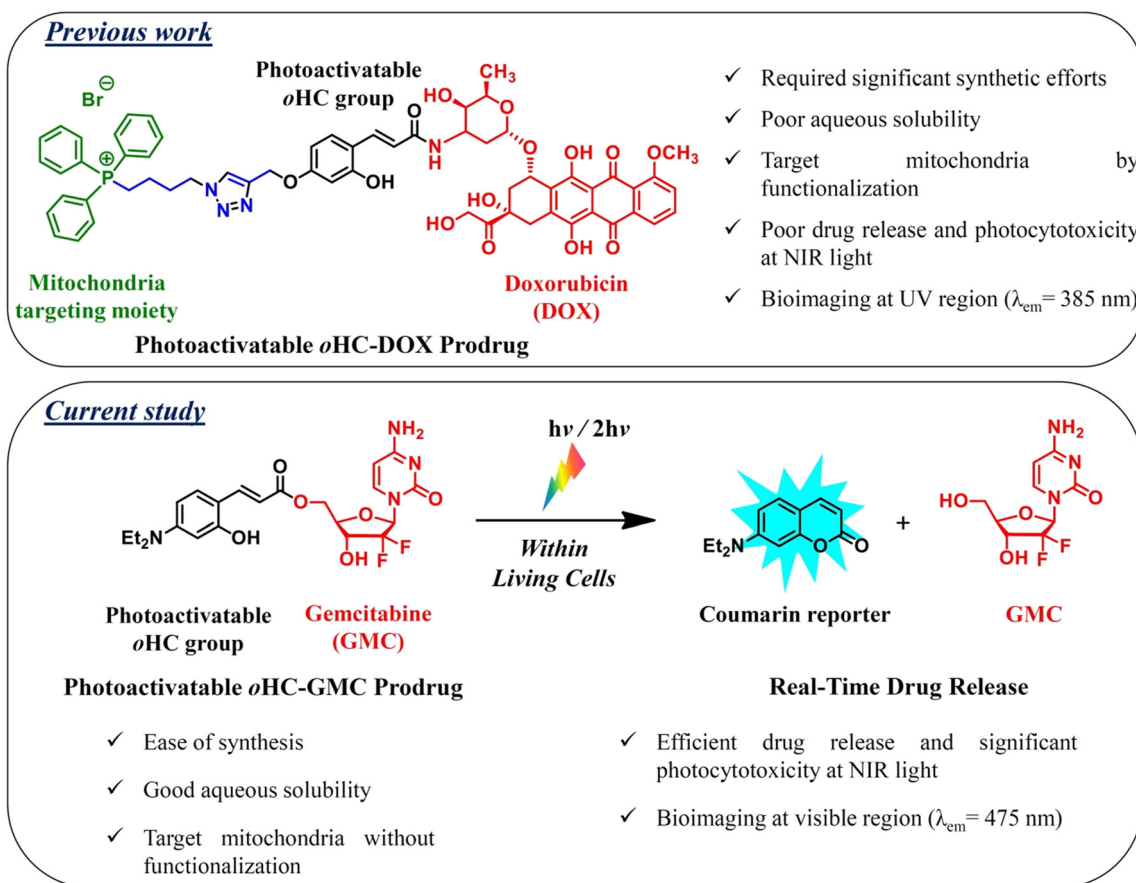 Previous work
Photoactivatable
oHC group
Br⊖
P⊕
N
N=N
O
OH
O
N
H
HO
CH₃
O
O
OH
O
OCH₃
OH
HO
O
OH
O
Mitochondria
targeting moiety
Doxorubicin
(DOX)
Photoactivatable oHC-DOX Prodrug
✓ Required significant synthetic efforts
✓ Poor aqueous solubility
✓ Target mitochondria by
functionalization
✓ Poor drug release and photocytotoxicity
at NIR light
✓ Bioimaging at UV region (λem= 385 nm)
Current study
Et₂N
OH
O
O
O
HO
F
F
NH₂
N
N
O
Photoactivatable
oHC group
Gemcitabine
(GMC)
Photoactivatable oHC-GMC Prodrug
hν / 2hν
Within
Living Cells
Et₂N
O
O
Coumarin reporter
+
NH₂
N
N
O
HO
O
OH
F
F
GMC
Real-Time Drug Release
✓ Ease of synthesis
✓ Good aqueous solubility
✓ Target mitochondria without
functionalization
✓ Efficient drug release and significant
photocytotoxicity at NIR light
✓ Bioimaging at visible region (λem= 475 nm)